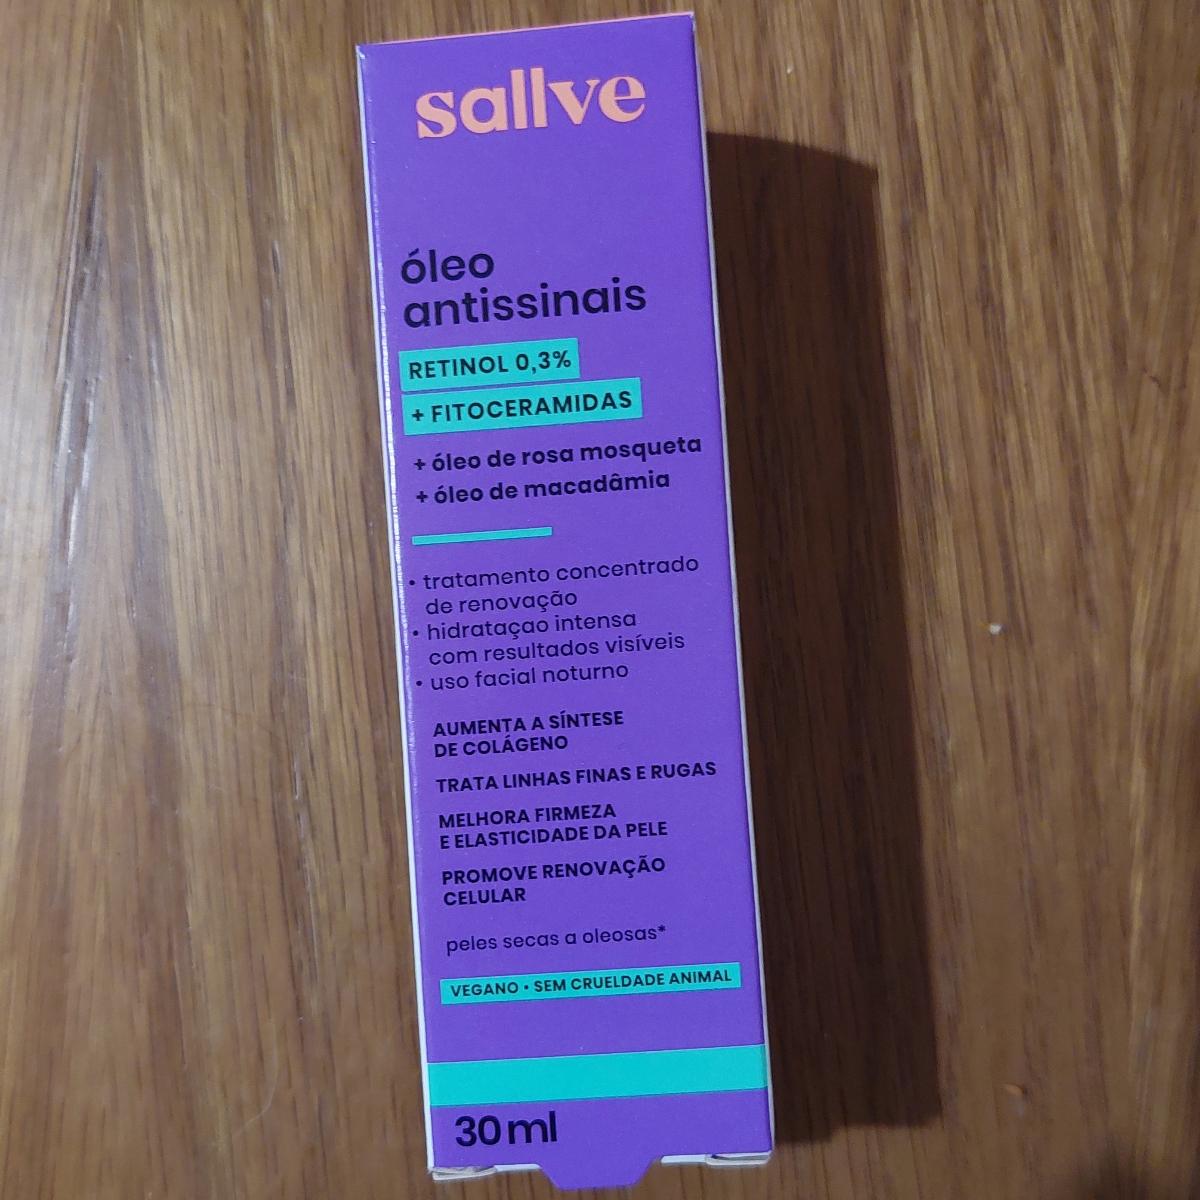 sallve
óleo
antissinais
RETINOL 0,3%
+ FITOCERAMIDAS
+ óleo de rosa mosqueta
+ óleo de macadâmia
• tratamento concentrado
de renovação
• hidrataçao intensa
com resultados visíveis
• uso facial noturno
AUMENTA A SÍNTESE
DE COLÁGENO
TRATA LINHAS FINAS E RUGAS
MELHORA FIRMEZA
E ELASTICIDADE DA PELE
PROMOVE RENOVAÇÃO
CELULAR
peles secas a oleosas*
VEGANO • SEM CRUELDADE ANIMAL
30 ml